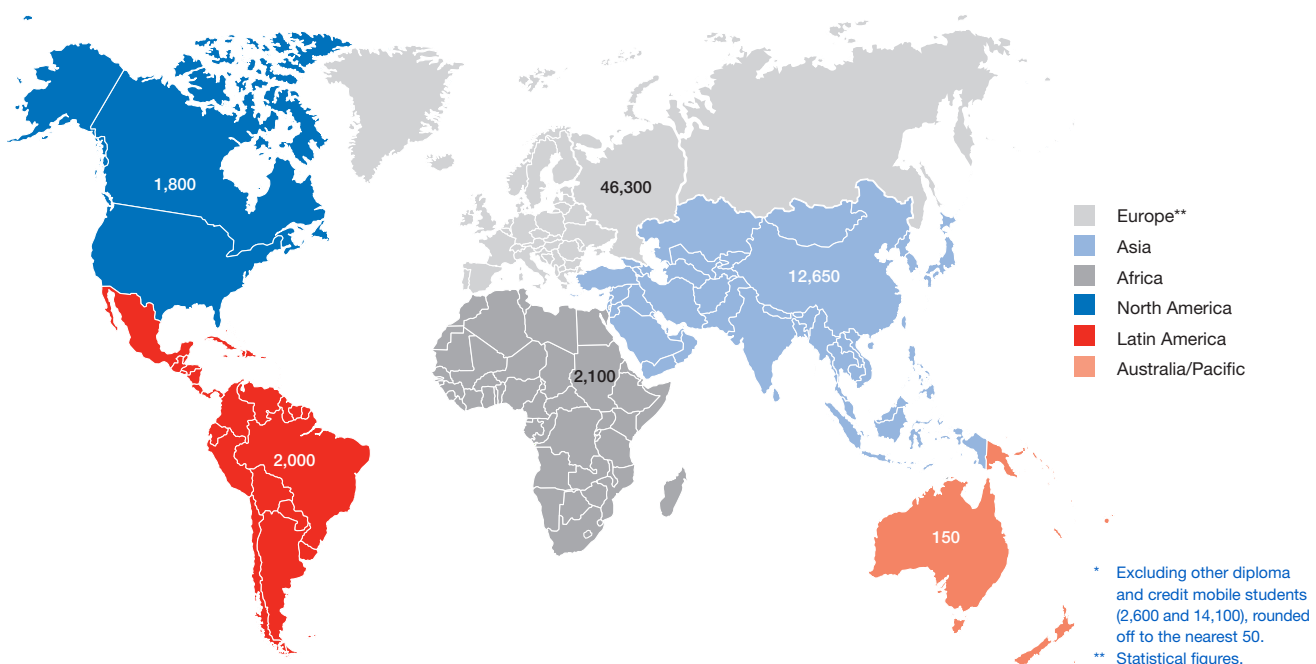 1,800
46,300
12,650
2,100
2,000
150
Europe**
Asia
Africa
North America
Latin America
Australia/Pacific
* Excluding other diploma
and credit mobile students
(2,600 and 14,100), rounded
off to the nearest 50.
** Statistical figures.